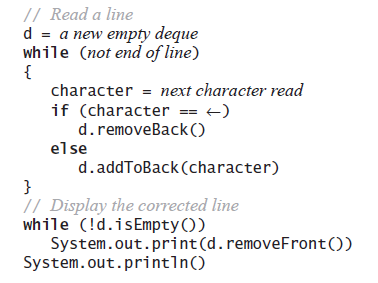 // Read a line
d = a new empty deque
while (not end of line)
{
   character = next character read
   if (character == ←)
      d.removeBack()
   else
      d.addToBack(character)
}
// Display the corrected line
while (!d.isEmpty())
   System.out.print(d.removeFront())
System.out.println()